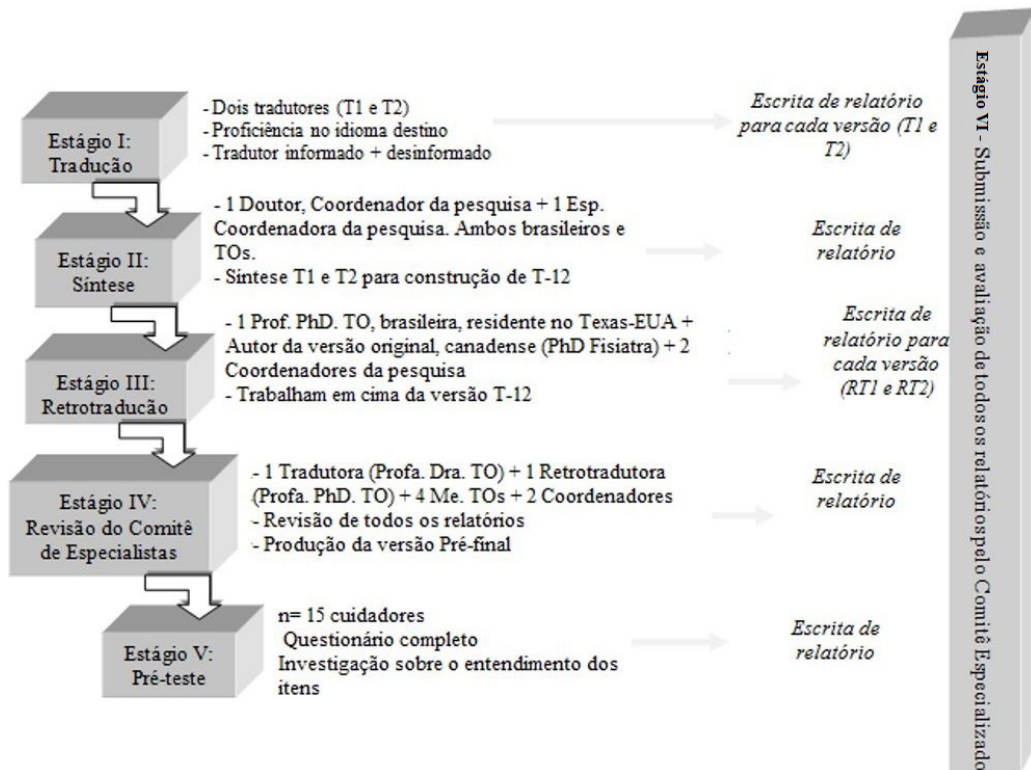 Estágio I:
Tradução
- Dois tradutores (T1 e T2)
- Proficiência no idioma destino
- Tradutor informado + desinformado
Escrita de relatório
para cada versão (T1 e
T2)
Estágio II:
Síntese
- 1 Doutor, Coordenador da pesquisa + 1 Esp.
Coordenadora da pesquisa. Ambos brasileiros e
TOs.
- Síntese T1 e T2 para construção de T-12
Escrita de
relatório
Estágio III:
Retrotradução
- 1 Prof. PhD. TO, brasileira, residente no Texas-EUA +
Autor da versão original, canadense (PhD Fisiatra) + 2
Coordenadores da pesquisa
- Trabalham em cima da versão T-12
Escrita de
relatório para
cada versão
(RT1 e RT2)
Estágio IV:
Revisão do Comitê
de Especialistas
- 1 Tradutora (Profa. Dra. TO) + 1 Retrotradutora
(Profa. PhD. TO) + 4 Me. TOs + 2 Coordenadores
- Revisão de todos os relatórios
- Produção da versão Pré-final
Escrita de
relatório
Estágio V:
Pré-teste
n= 15 cuidadores
Questionário completo
Investigação sobre o entendimento dos
itens
Escrita de
relatório
Estágio VI - Submissão e avaliação de todos os relatórios pelo Comitê Especializado